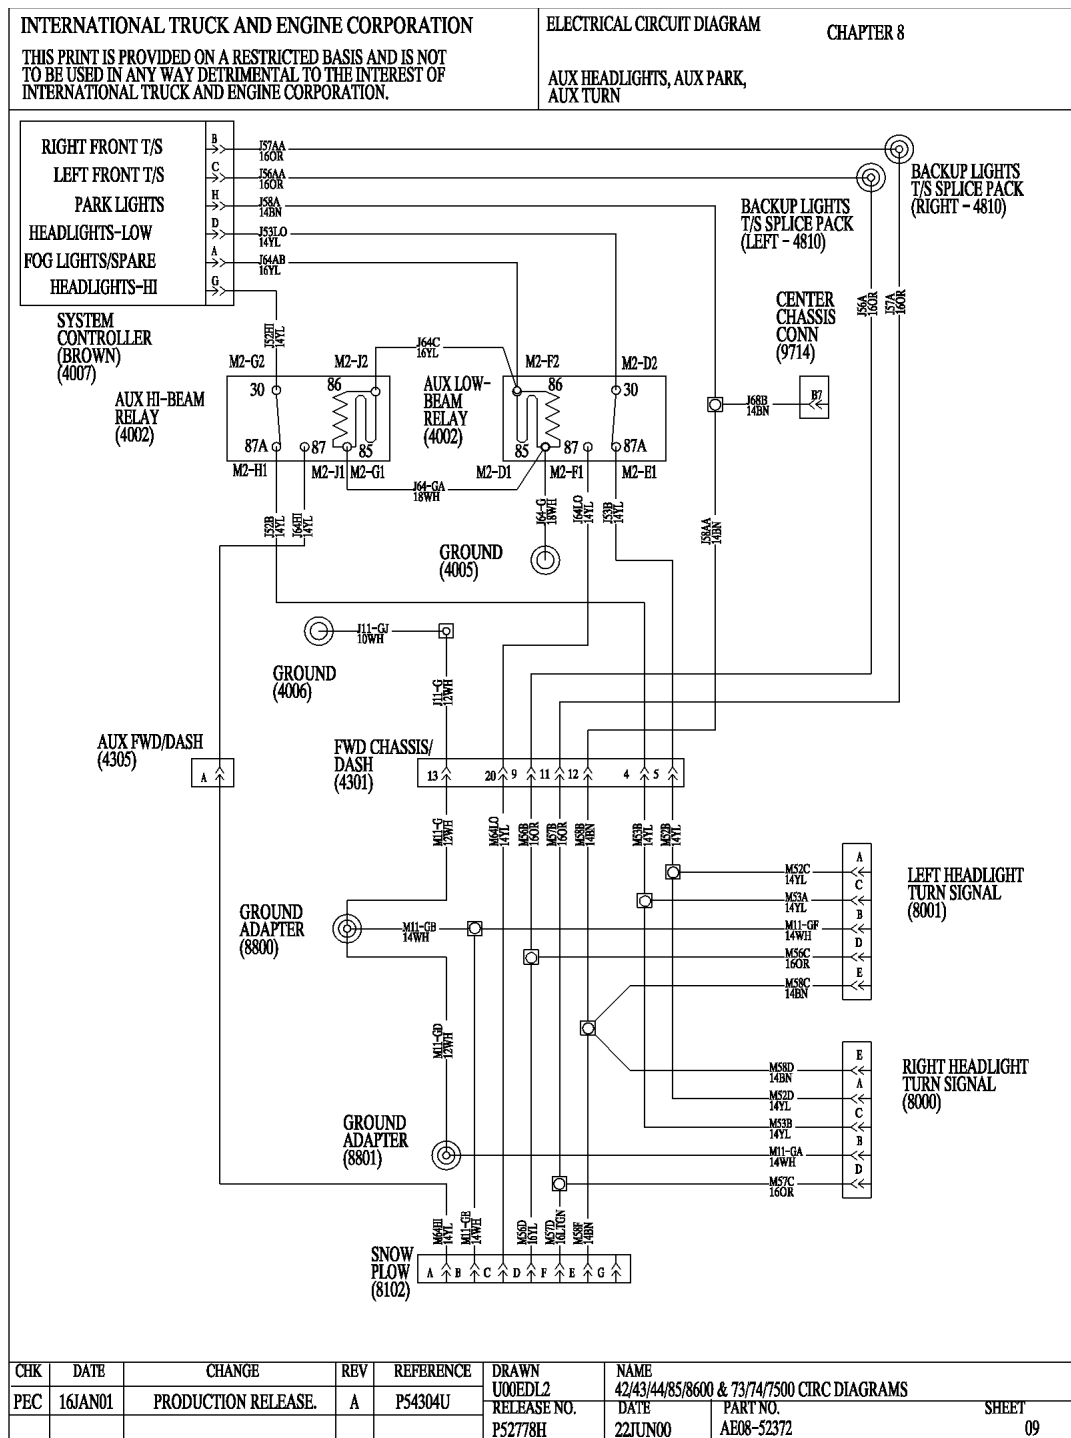 INTERNATIONAL TRUCK AND ENGINE CORPORATION
THIS PRINT IS PROVIDED ON A RESTRICTED BASIS AND IS NOT
TO BE USED IN ANY WAY DETRIMENTAL TO THE INTEREST OF
INTERNATIONAL TRUCK AND ENGINE CORPORATION.
ELECTRICAL CIRCUIT DIAGRAM
CHAPTER 8
AUX HEADLIGHTS, AUX PARK,
AUX TURN
RIGHT FRONT T/S
B
J57AA
16OR
LEFT FRONT T/S
C
J56AA
16OR
PARK LIGHTS
H
J58A
14BN
HEADLIGHTS-LOW
D
J53LO
14YL
FOG LIGHTS/SPARE
A
J64AB
16YL
HEADLIGHTS-HI
G
SYSTEM
CONTROLLER
(BROWN)
(4007)
BACKUP LIGHTS
T/S SPLICE PACK
(RIGHT - 4810)
BACKUP LIGHTS
T/S SPLICE PACK
(LEFT - 4810)
J56A
16OR
J57A
16OR
CENTER
CHASSIS
CONN
(9714)
B7
J68B
14BN
J52HI
14YL
J64C
16YL
M2-G2
M2-J2
M2-F2
M2-D2
AUX HI-BEAM
RELAY
(4002)
30
86
87A
87
85
AUX LOW-
BEAM
RELAY
(4002)
86
30
85
87
87A
M2-H1
M2-J1
M2-G1
M2-D1
M2-F1
M2-E1
J64-GA
18WH
J52B
14YL
J64HI
14YL
J64-G
18WH
J64LO
14YL
J53B
14YL
J58AA
14BN
GROUND
(4005)
J11-GJ
10WH
GROUND
(4006)
J11-G
12WH
AUX FWD/DASH
(4305)
A
FWD CHASSIS/
DASH
(4301)
13
20
9
11
12
4
5
M11-G
12WH
M64LO
14YL
M56B
16OR
M57B
16OR
M58B
14BN
M53B
14YL
M52B
14YL
M52C
14YL
A
M53A
14YL
C
M11-GF
14WH
B
M56C
16OR
D
M58C
14BN
E
LEFT HEADLIGHT
TURN SIGNAL
(8001)
GROUND
ADAPTER
(8800)
M11-GB
14WH
M11-GD
12WH
M58D
14BN
E
M52D
14YL
A
M53B
14YL
C
M11-GA
14WH
B
M57C
16OR
D
RIGHT HEADLIGHT
TURN SIGNAL
(8000)
GROUND
ADAPTER
(8801)
M64HI
14YL
M11-GE
14WH
M56D
16YL
M57D
16LTGN
M58F
14BN
SNOW
PLOW
(8102)
A
B
C
D
F
E
G
CHK DATE CHANGE REV REFERENCE
PEC 16JAN01 PRODUCTION RELEASE. A P54304U
DRAWN
U00EDL2
RELEASE NO.
P52778H
NAME
42/43/44/85/8600 & 73/74/7500 CIRC DIAGRAMS
DATE
22JUN00
PART NO.
AE08-52372
SHEET
09